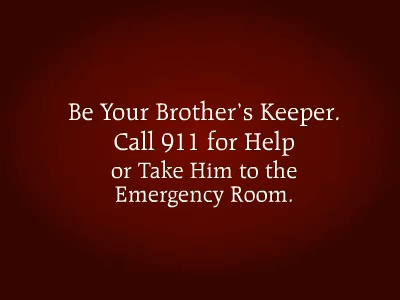 Be Your Brother's Keeper.
Call 911 for Help
or Take Him to the
Emergency Room.